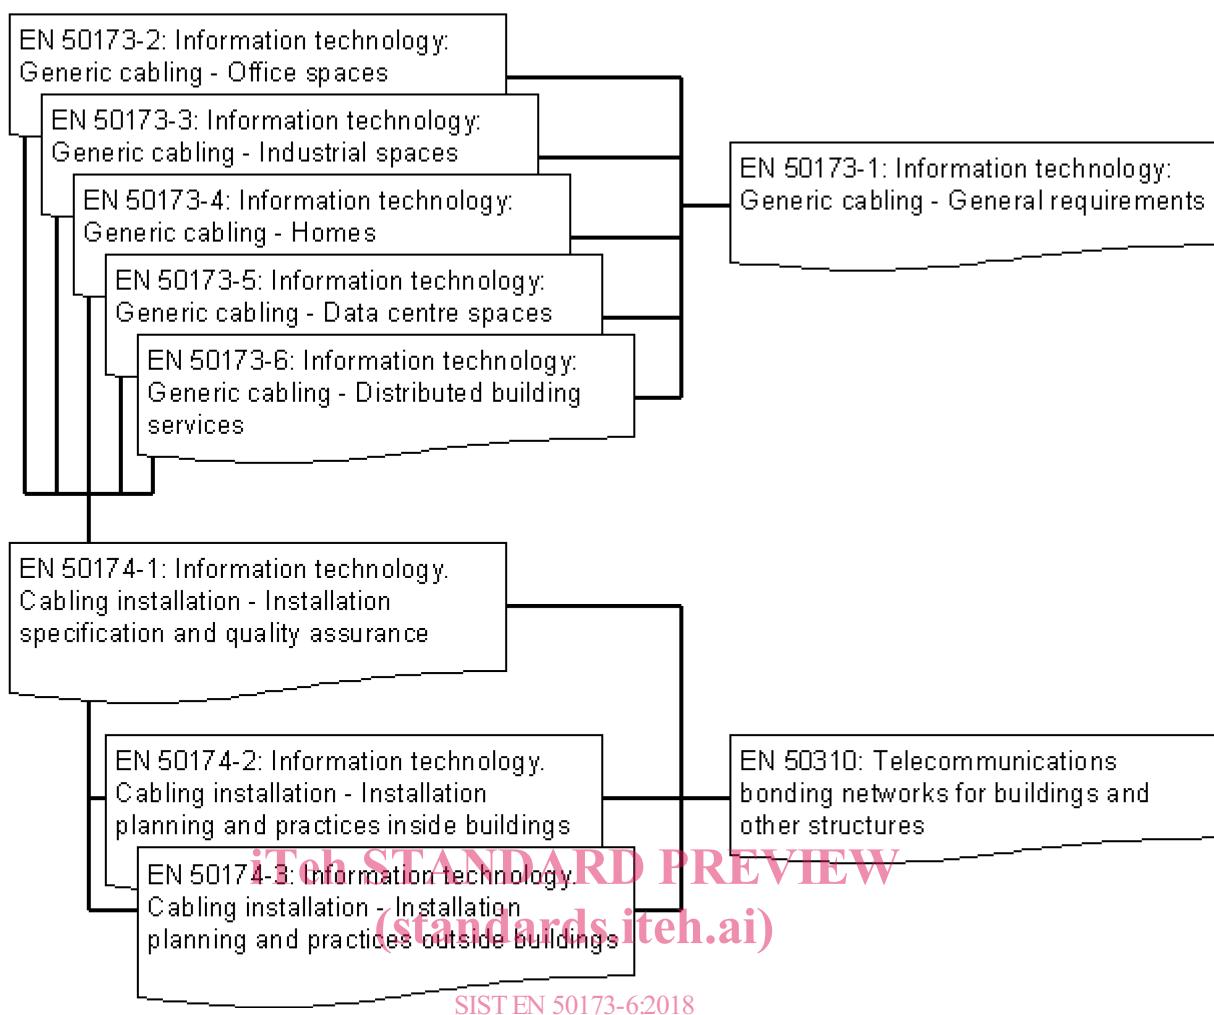 EN 50173-2: Information technology:
Generic cabling - Office spaces
EN 50173-3: Information technology:
Generic cabling - Industrial spaces
EN 50173-4: Information technology:
Generic cabling - Homes
EN 50173-5: Information technology:
Generic cabling - Data centre spaces
EN 50173-6: Information technology:
Generic cabling - Distributed building
services
EN 50173-1: Information technology:
Generic cabling - General requirements
EN 50174-1: Information technology.
Cabling installation - Installation
specification and quality assurance
EN 50174-2: Information technology.
Cabling installation - Installation
planning and practices inside buildings
EN 50174-3: Information technology.
Cabling installation - Installation
planning and practices outside buildings
EN 50310: Telecommunications
bonding networks for buildings and
other structures
iTeh STANDARD PREVIEW
(standards.iteh.ai)
SIST EN 50173-6:2018